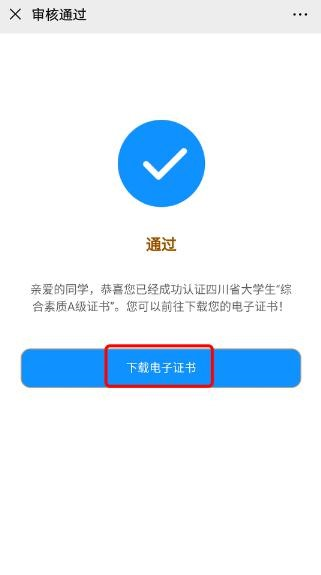 审核通过
通过
亲爱的同学，恭喜您已经成功认证四川省大学生“综
合素质A级证书”。您可以前往下载您的电子证书！
下载电子证书